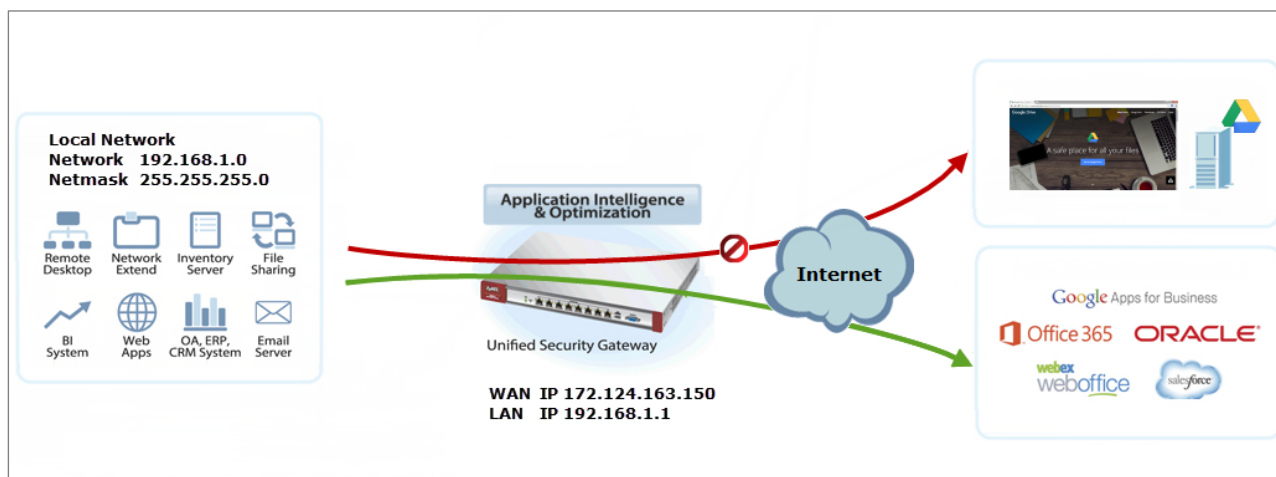 Local Network
Network 192.168.1.0
Netmask 255.255.255.0
Remote Desktop
Network Extend
Inventory Server
File Sharing
BI System
Web Apps
OA, ERP, CRM System
Email Server
Application Intelligence
& Optimization
ZyXEL
Unified Security Gateway
WAN IP 172.124.163.150
LAN IP 192.168.1.1
Internet
Google Drive
A safe place for all your files
Google Apps for Business
Office 365
ORACLE
webex
weboffice
salesforce